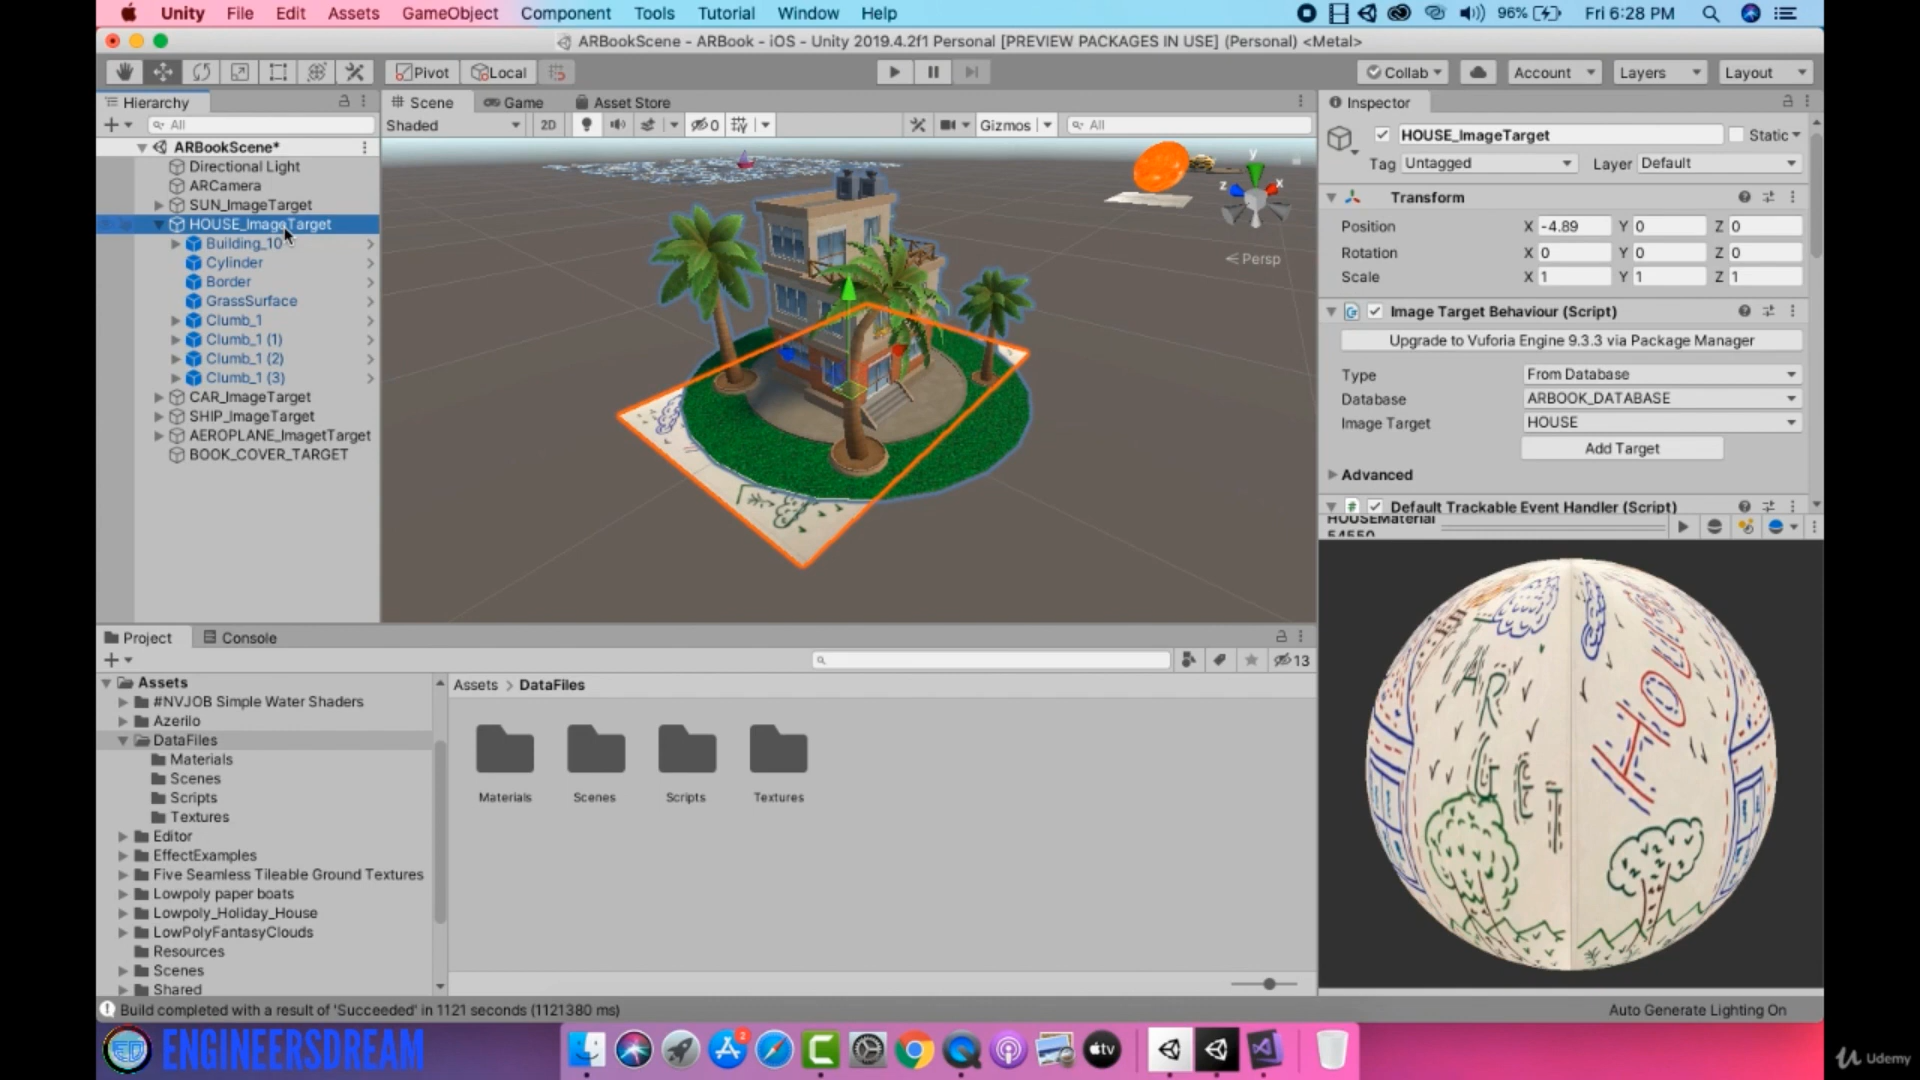 Unity File Edit Assets GameObject Component Tools Tutorial Window Help 96% Fri 6:28 PM
ARBookScene - ARBook - iOS - Unity 2019.4.2f1 Personal [PREVIEW PACKAGES IN USE] (Personal) <Metal>
Pivot Local Collab Account Layers Layout
Hierarchy Scene Game Asset Store Inspector
All Shaded 2D 0 Gizmos All
HOUSE_ImageTarget Static
Tag Untagged Layer Default
ARBookScene*
Directional Light
ARCamera
SUN_ImageTarget
HOUSE_ImageTarget
Building_10
Cylinder
Border
GrassSurface
Clumb_1
Clumb_1 (1)
Clumb_1 (2)
Clumb_1 (3)
CAR_ImageTarget
SHIP_ImageTarget
AEROPLANE_ImagetTarget
BOOK_COVER_TARGET
y
z x
Persp
Transform
Position X -4.89 Y 0 Z 0
Rotation X 0 Y 0 Z 0
Scale X 1 Y 1 Z 1
Image Target Behaviour (Script)
Upgrade to Vuforia Engine 9.3.3 via Package Manager
Type From Database
Database ARBOOK_DATABASE
Image Target HOUSE
Add Target
Advanced
Default Trackable Event Handler (Script)
HOUSEMaterial
54550
House
TARGET
Project Console
13
Assets
#NVJOB Simple Water Shaders
Azerilo
DataFiles
Materials
Scenes
Scripts
Textures
Editor
EffectExamples
Five Seamless Tileable Ground Textures
Lowpoly paper boats
Lowpoly_Holiday_House
LowPolyFantasyClouds
Resources
Scenes
Shared
Assets > DataFiles
Materials Scenes Scripts Textures
Build completed with a result of 'Succeeded' in 1121 seconds (1121380 ms)
Auto Generate Lighting On
ED ENGINEERSDREAM
2
tv
Udemy